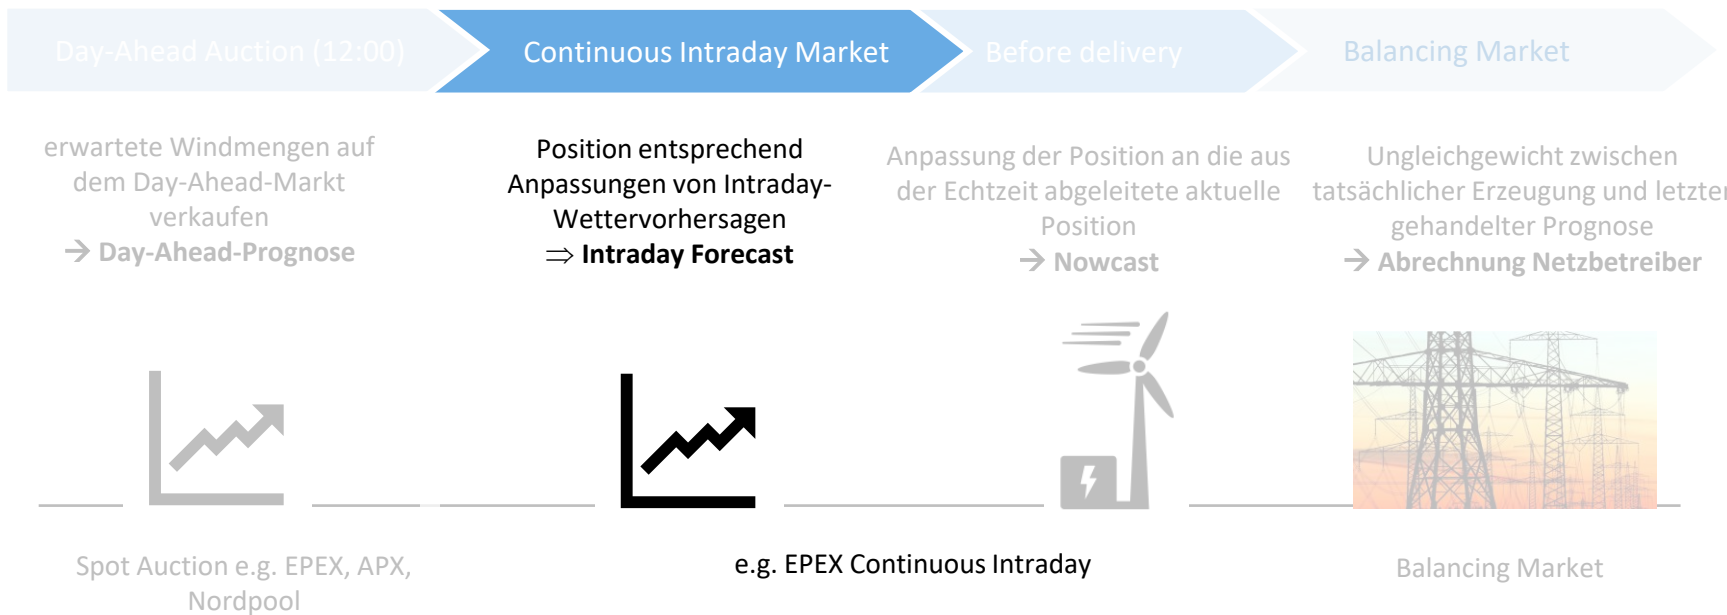 Day-Ahead Auction (12:00)
Continuous Intraday Market
Before delivery
Balancing Market
erwartete Windmengen auf
dem Day-Ahead-Markt
verkaufen
→ Day-Ahead-Prognose
Position entsprechend
Anpassungen von Intraday-
Wettervorhersagen
⇒ Intraday Forecast
Anpassung der Position an die aus
der Echtzeit abgeleitete aktuelle
Position
→ Nowcast
Ungleichgewicht zwischen
tatsächlicher Erzeugung und letzter
gehandelter Prognose
→ Abrechnung Netzbetreiber
Spot Auction e.g. EPEX, APX,
Nordpool
e.g. EPEX Continuous Intraday
Balancing Market